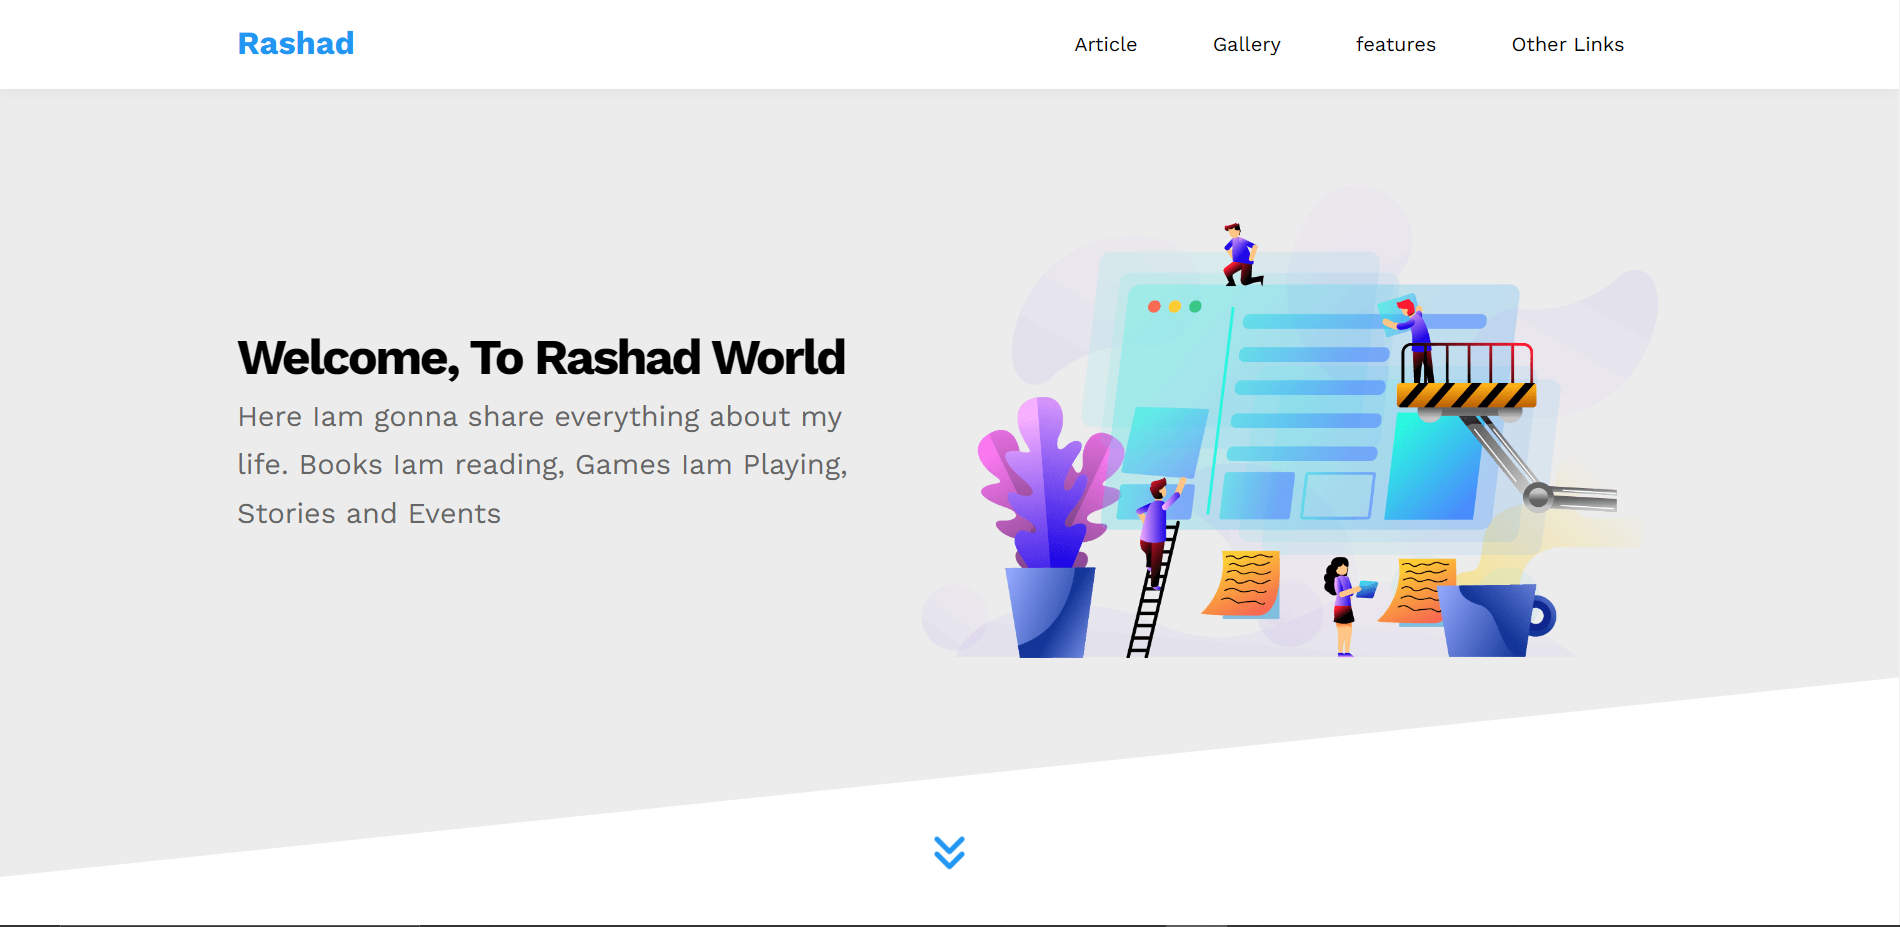 Rashad
Article
Gallery
features
Other Links
Welcome, To Rashad World
Here Iam gonna share everything about my
life. Books Iam reading, Games Iam Playing,
Stories and Events